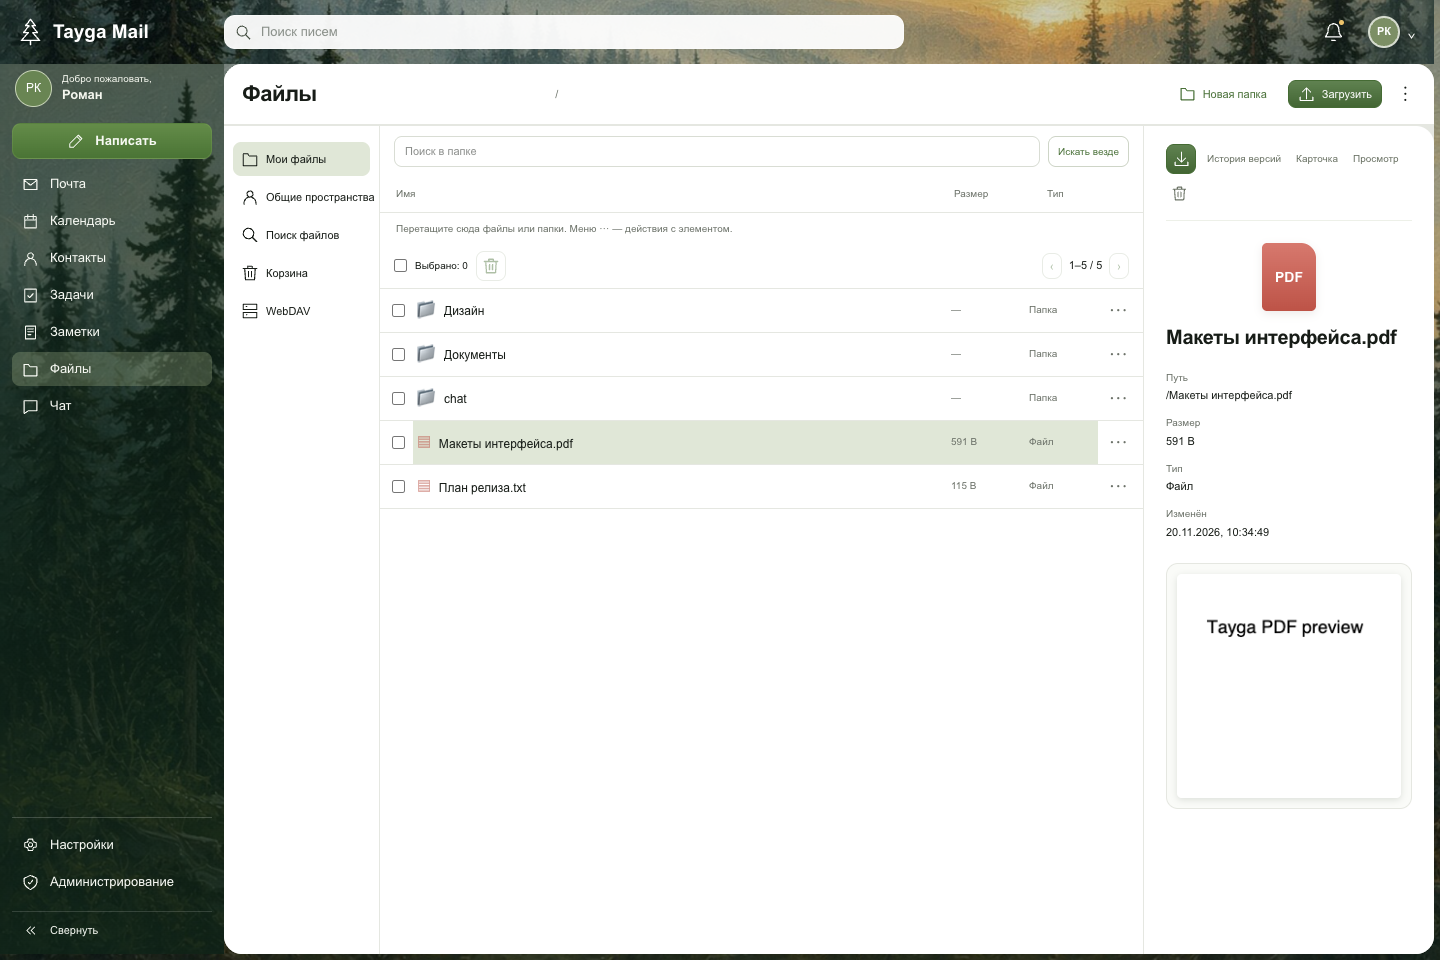 Tayga Mail
Поиск писем
РК
РК
Добро пожаловать,
Роман
Написать
Почта
Календарь
Контакты
Задачи
Заметки
Файлы
Чат
Настройки
Администрирование
Свернуть
Файлы
/
Новая папка
Загрузить
Мои файлы
Общие пространства
Поиск файлов
Корзина
WebDAV
Поиск в папке
Искать везде
Имя Размер Тип
Перетащите сюда файлы или папки. Меню ··· — действия с элементом.
Выбрано: 0
‹ 1–5 / 5 ›
Дизайн — Папка ···
Документы — Папка ···
chat — Папка ···
Макеты интерфейса.pdf 591 B Файл ···
План релиза.txt 115 B Файл ···
История версий Карточка Просмотр
PDF
Макеты интерфейса.pdf
Путь
/Макеты интерфейса.pdf
Размер
591 B
Тип
Файл
Изменён
20.11.2026, 10:34:49
Tayga PDF preview